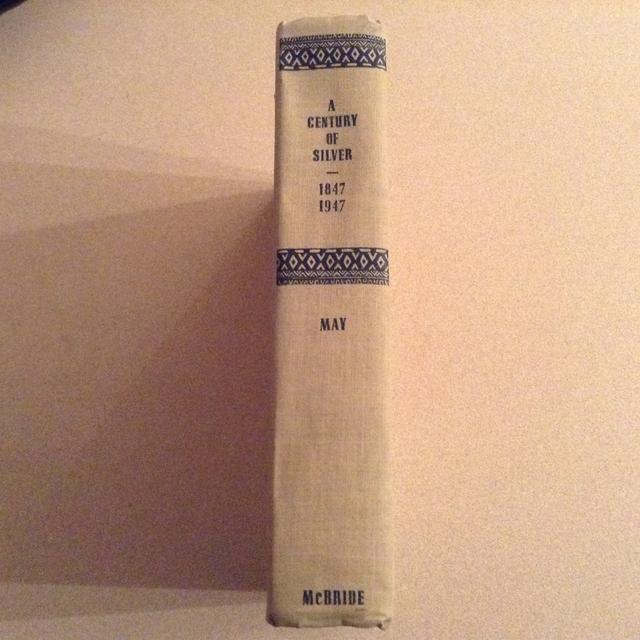 A
CENTURY
OF
SILVER
—
1847
1947
MAY
McBRIDE